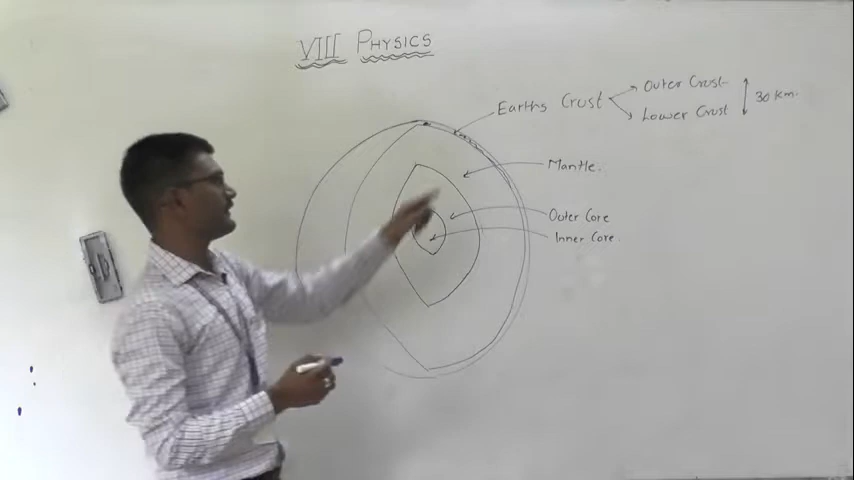 VIII PHYSICS
Earths Crust
Outer Crust
Lower Crust
30 Km.
Mantle.
Outer Core
Inner Core.